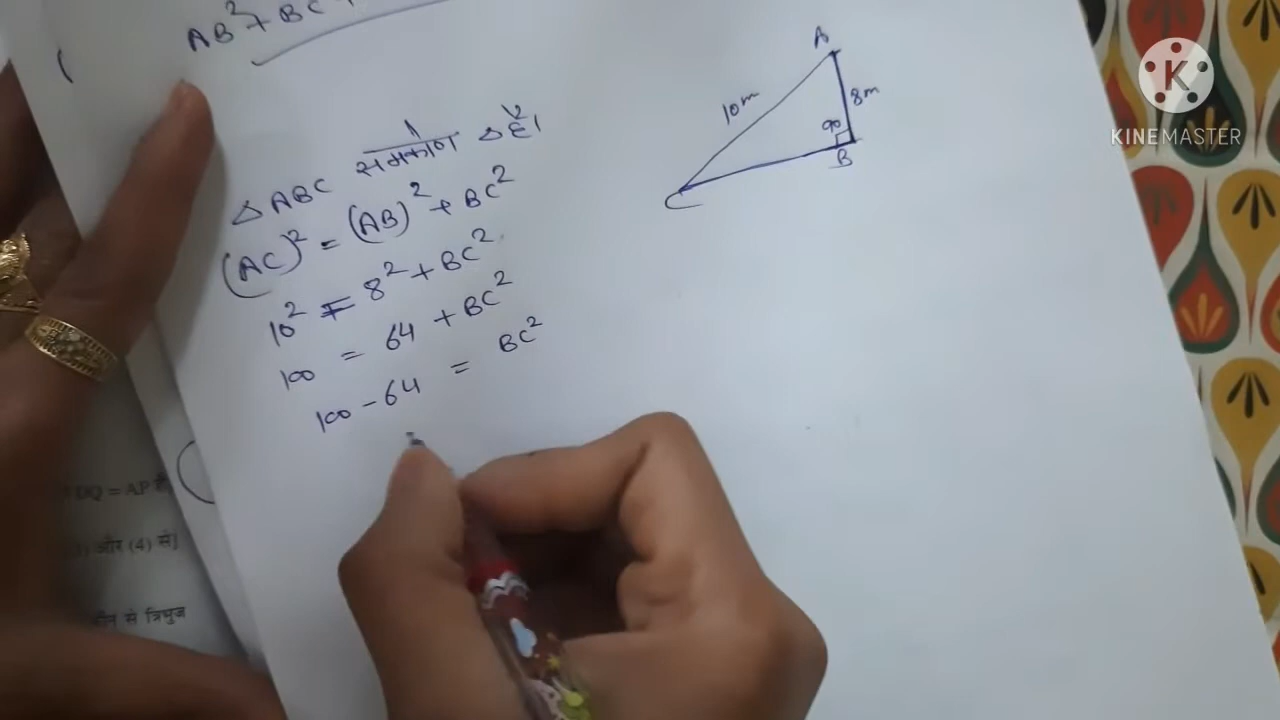 AB² + BC
△ABC समकोण △ है।
(AC)² = (AB)² + BC²
10² = 8² + BC²
100 = 64 + BC²
100 - 64 = BC²
A
10m
8m
90
B
C
KINEMASTER
DQ = AP
और (4) से]
से त्रिभुज